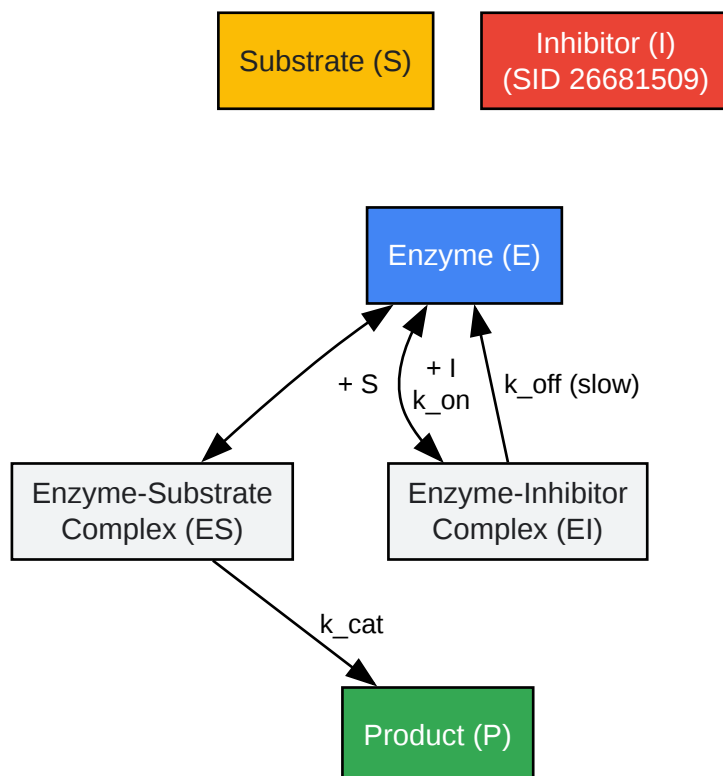 Substrate (S)
Inhibitor (I)
(SID 26681509)
Enzyme (E)
+ S
+ I
k_on
k_off (slow)
Enzyme-Substrate
Complex (ES)
Enzyme-Inhibitor
Complex (EI)
k_cat
Product (P)